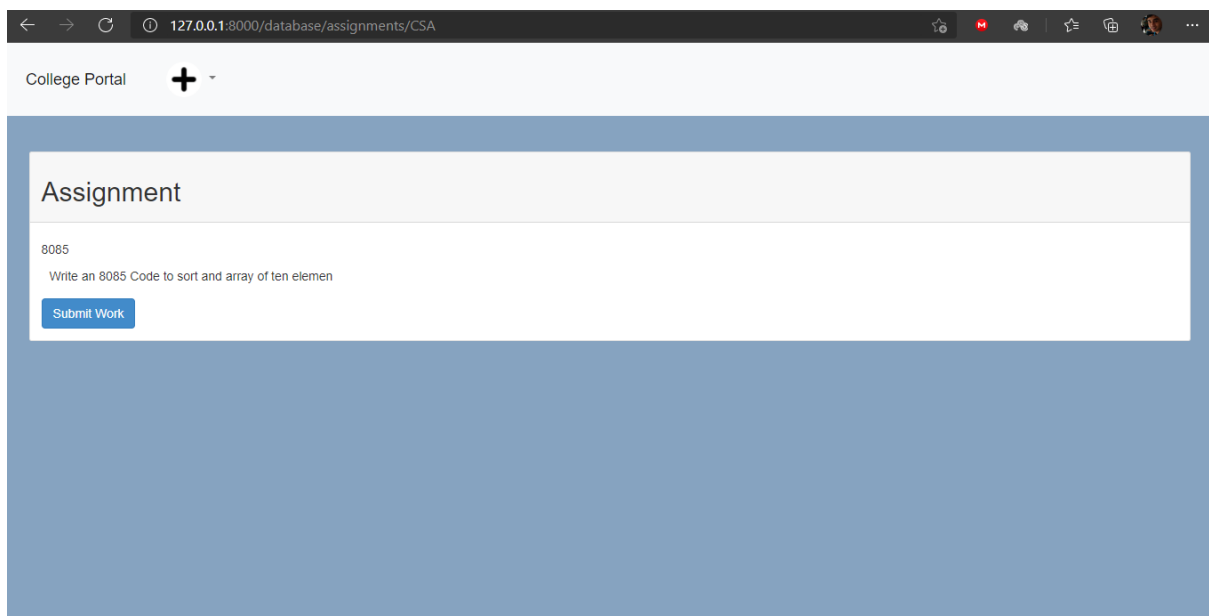 127.0.0.1:8000/database/assignments/CSA
M
College Portal
Assignment
8085
Write an 8085 Code to sort and array of ten elemen
Submit Work